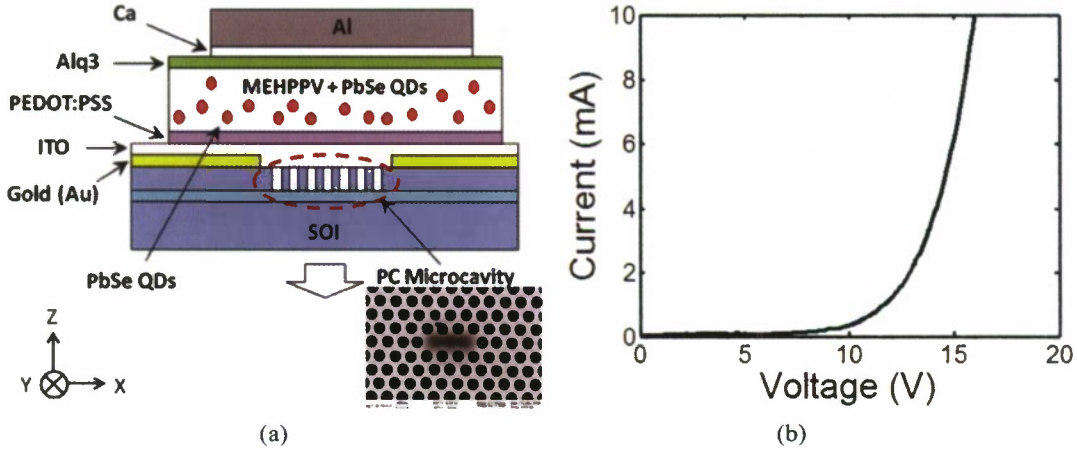 Ca
Al
Alq3
MEHPPV + PbSe QDs
PEDOT:PSS
ITO
Gold (Au)
SOI
PbSe QDs
PC Microcavity
Z
Y
X
(a)
Current (mA)
10
8
6
4
2
0
0
5
10
15
20
Voltage (V)
(b)